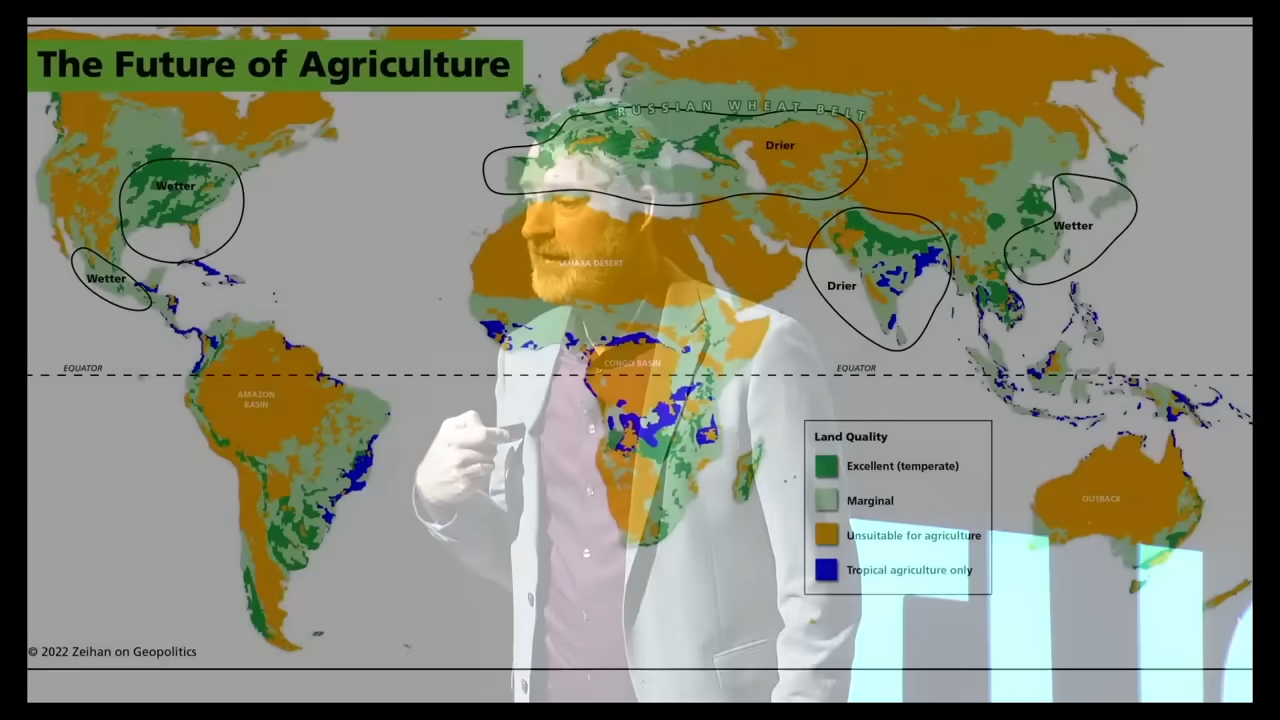 The Future of Agriculture
RUSSIAN WHEAT BELT
Drier
Wetter
Wetter
Wetter
Drier
SAHARA DESERT
CONGO BASIN
EQUATOR
EQUATOR
AMAZON
BASIN
OUTBACK
Land Quality
Excellent (temperate)
Marginal
Unsuitable for agriculture
Tropical agriculture only
© 2022 Zeihan on Geopolitics